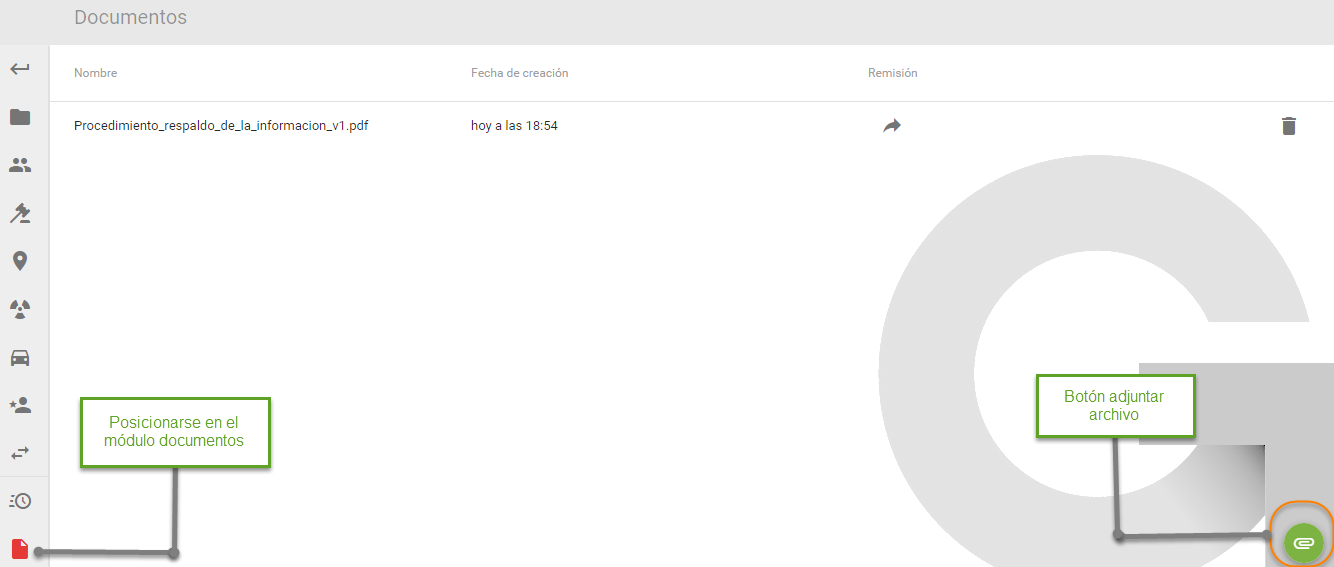 Documentos
Nombre Fecha de creación Remisión
Procedimiento_respaldo_de_la_informacion_v1.pdf hoy a las 18:54
Botón adjuntar
archivo
Posicionarse en el
módulo documentos